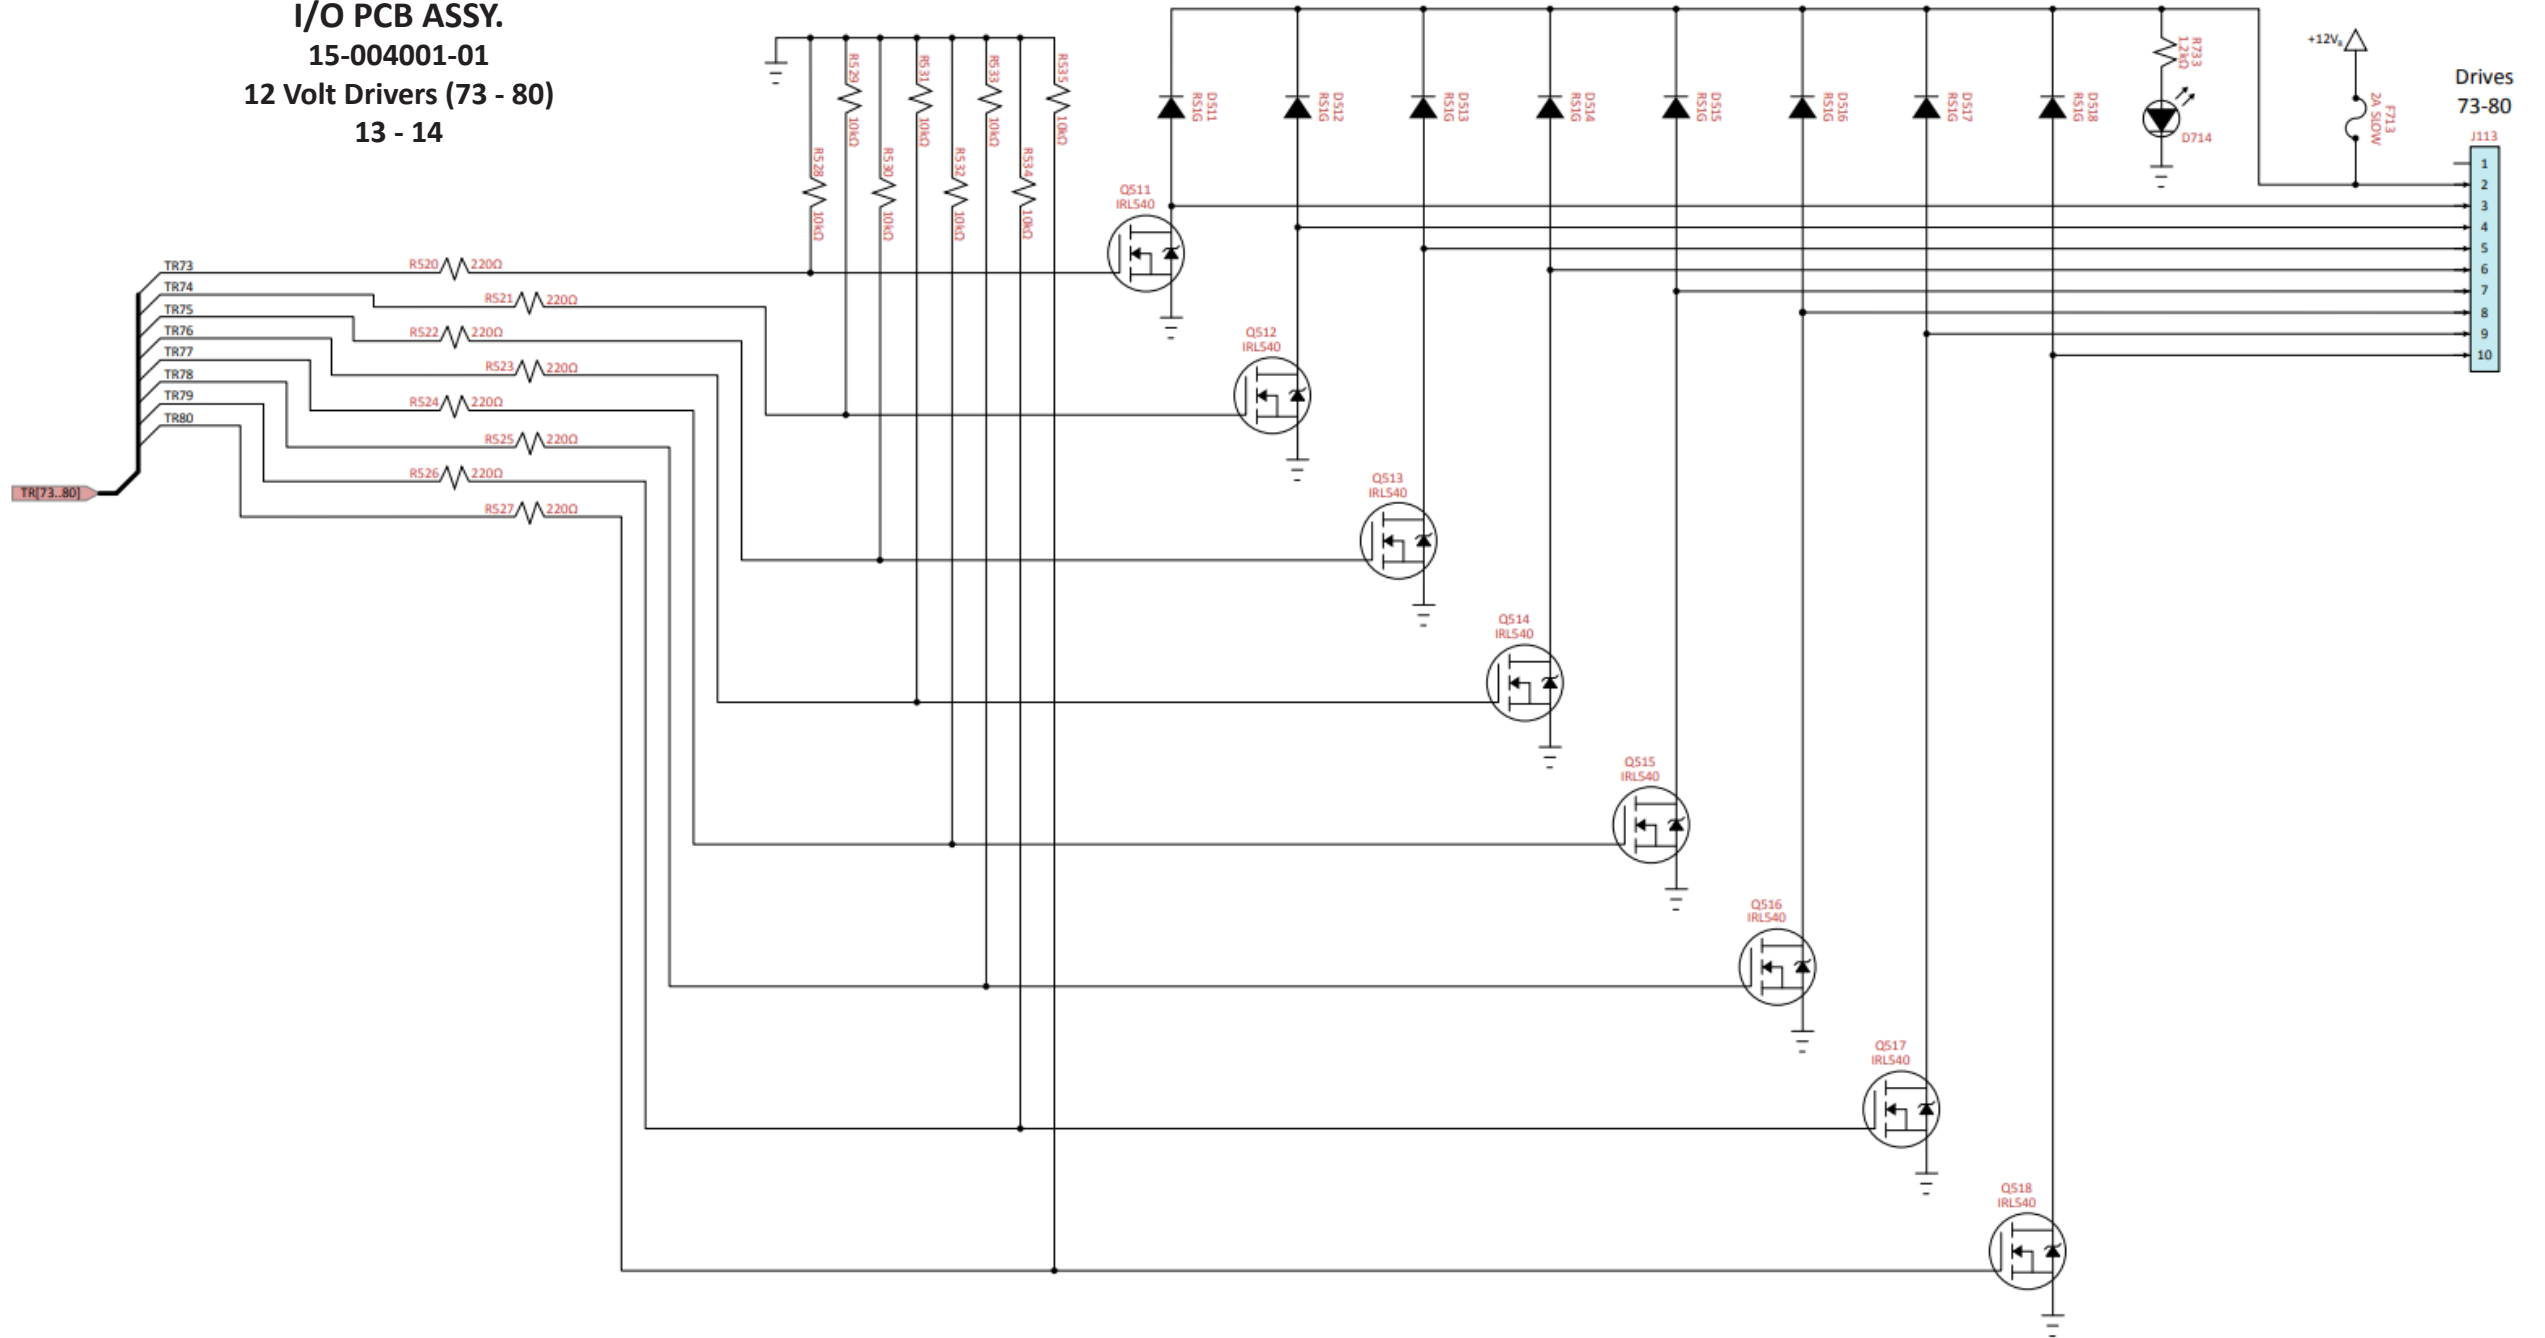 I/O PCB ASSY.
15-004001-01
12 Volt Drivers (73 - 80)
13 - 14
R528
10kΩ
R529
10kΩ
R530
10kΩ
R531
10kΩ
R532
10kΩ
R533
10kΩ
R534
10kΩ
R535
10kΩ
D511
RS1G
D512
RS1G
D513
RS1G
D514
RS1G
D515
RS1G
D516
RS1G
D517
RS1G
D518
RS1G
R733
1.2kΩ
D714
+12V8
F713
2A SLOW
Drives
73-80
J113
1
2
3
4
5
6
7
8
9
10
TR73
TR74
TR75
TR76
TR77
TR78
TR79
TR80
TR[73..80]
R520 220Ω
R521 220Ω
R522 220Ω
R523 220Ω
R524 220Ω
R525 220Ω
R526 220Ω
R527 220Ω
Q511
IRL540
Q512
IRL540
Q513
IRL540
Q514
IRL540
Q515
IRL540
Q516
IRL540
Q517
IRL540
Q518
IRL540